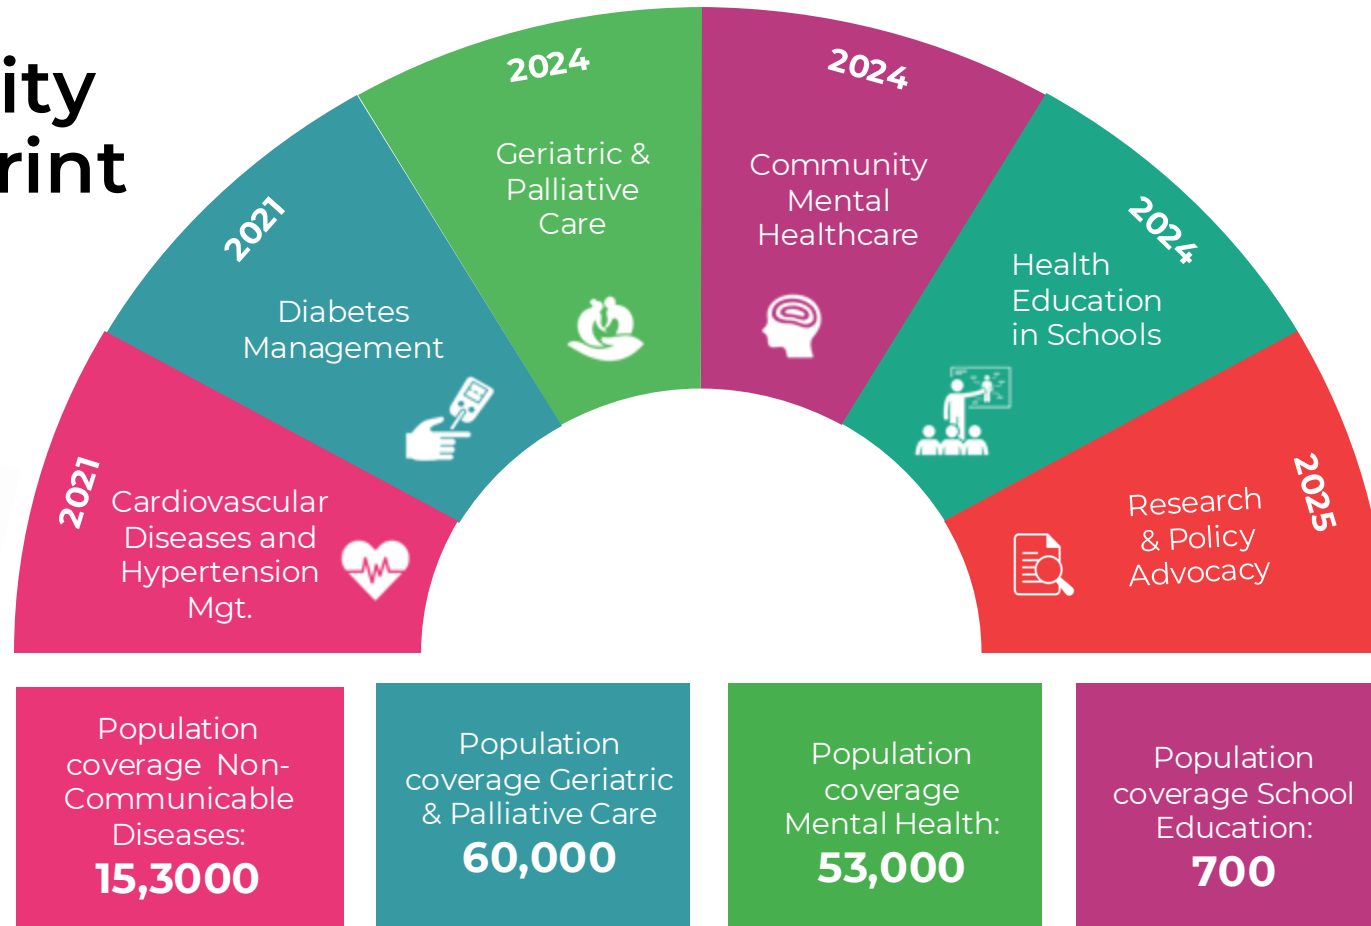 ity
rint
2021
Cardiovascular
Diseases and
Hypertension
Mgt.
2021
Diabetes
Management
2024
Geriatric &
Palliative
Care
2024
Community
Mental
Healthcare
2024
Health
Education
in Schools
2025
Research
& Policy
Advocacy
Population
coverage Non-
Communicable
Diseases:
15,3000
Population
coverage Geriatric
& Palliative Care
60,000
Population
coverage
Mental Health:
53,000
Population
coverage School
Education:
700